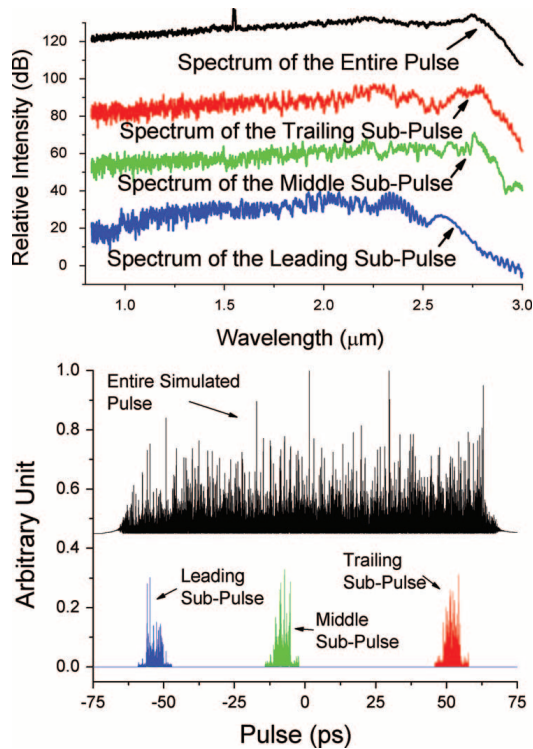 120
100
80
60
40
20
0
Relative Intensity (dB)
Spectrum of the Entire Pulse
Spectrum of the Trailing Sub-Pulse
Spectrum of the Middle Sub-Pulse
Spectrum of the Leading Sub-Pulse
1.0 1.5 2.0 2.5 3.0
Wavelength (μm)
1.0
0.8
0.6
0.4
0.2
0.0
Arbitrary Unit
Entire Simulated
Pulse
Leading
Sub-Pulse
Middle
Sub-Pulse
Trailing
Sub-Pulse
-75 -50 -25 0 25 50 75
Pulse (ps)